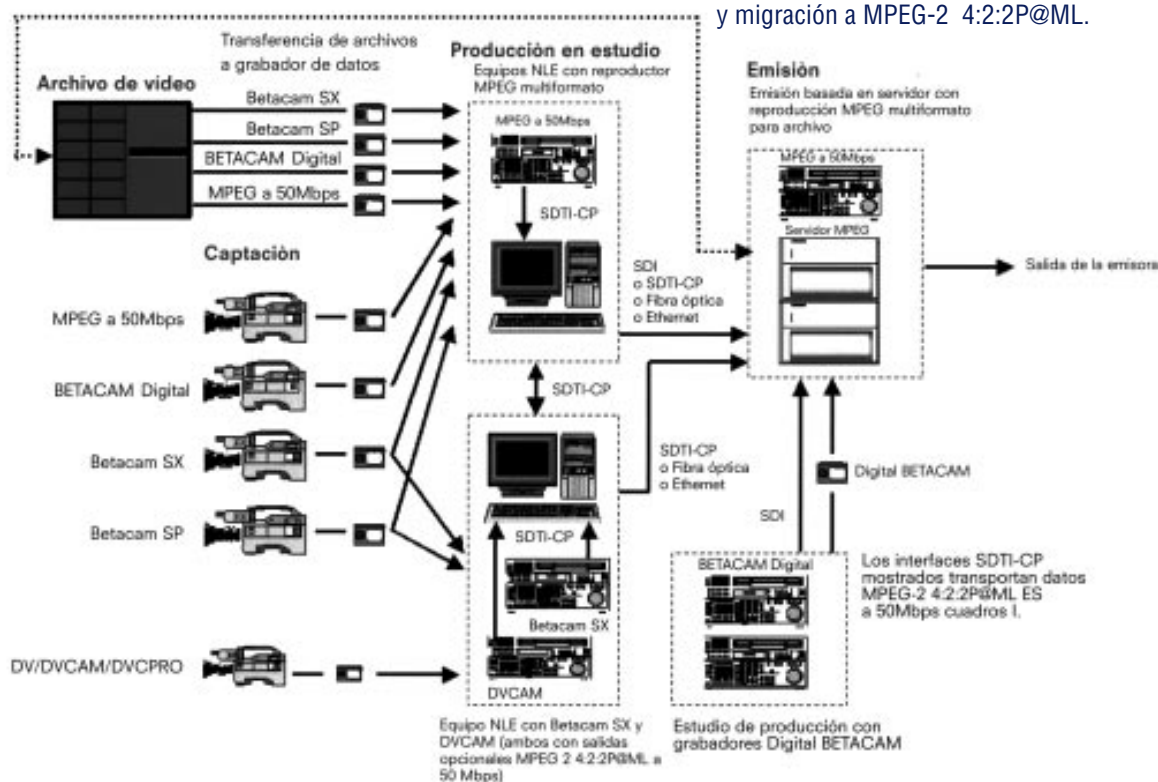 y migración a MPEG-2 4:2:2P@ML.
Transferencia de archivos
a grabador de datos
Archivo de video
Betacam SX
Betacam SP
BETACAM Digital
MPEG a 50Mbps
Producción en estudio
Equipos NLE con reproductor
MPEG multiformato
MPEG a 50Mbps
SDTI-CP
Emisión
Emisión basada en servidor con
reproducción MPEG multiformato
para archivo
MPEG a 50Mbps
Servidor MPEG
Salida de la emisora
SDI
o SDTI-CP
o Fibra óptica
o Ethernet
Captaciòn
MPEG a 50Mbps
BETACAM Digital
Betacam SX
Betacam SP
DV/DVCAM/DVCPRO
SDTI-CP
SDTI-CP
Betacam SX
DVCAM
Equipo NLE con Betacam SX y
DVCAM (ambos con salidas
opcionales MPEG 2 4:2:2P@ML a
50 Mbps)
SDTI-CP
o Fibra óptica
o Ethernet
Digital BETACAM
SDI
BETACAM Digital
Estudio de producción con
grabadores Digital BETACAM
Los interfaces SDTI-CP
mostrados transportan datos
MPEG-2 4:2:2P@ML ES
a 50Mbps cuadros I.